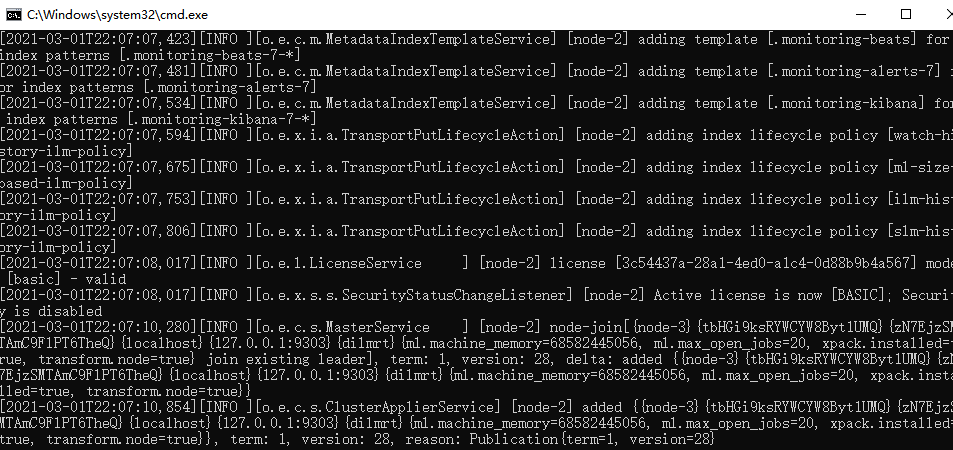 C:\Windows\system32\cmd.exe
[2021-03-01T22:07:07,423][INFO ][o.e.c.m.MetadataIndexTemplateService] [node-2] adding template [.monitoring-beats] for
index patterns [.monitoring-beats-7-*]
[2021-03-01T22:07:07,481][INFO ][o.e.c.m.MetadataIndexTemplateService] [node-2] adding template [.monitoring-alerts-7] f
or index patterns [.monitoring-alerts-7]
[2021-03-01T22:07:07,534][INFO ][o.e.c.m.MetadataIndexTemplateService] [node-2] adding template [.monitoring-kibana] for
index patterns [.monitoring-kibana-7-*]
[2021-03-01T22:07:07,594][INFO ][o.e.x.i.a.TransportPutLifecycleAction] [node-2] adding index lifecycle policy [watch-hi
story-ilm-policy]
[2021-03-01T22:07:07,675][INFO ][o.e.x.i.a.TransportPutLifecycleAction] [node-2] adding index lifecycle policy [ml-size-
based-ilm-policy]
[2021-03-01T22:07:07,753][INFO ][o.e.x.i.a.TransportPutLifecycleAction] [node-2] adding index lifecycle policy [ilm-hist
ory-ilm-policy]
[2021-03-01T22:07:07,806][INFO ][o.e.x.i.a.TransportPutLifecycleAction] [node-2] adding index lifecycle policy [slm-hist
ory-ilm-policy]
[2021-03-01T22:07:08,017][INFO ][o.e.l.LicenseService     ] [node-2] license [3c54437a-28a1-4ed0-a1c4-0d88b9b4a567] mode
[basic] - valid
[2021-03-01T22:07:08,017][INFO ][o.e.x.s.s.SecurityStatusChangeListener] [node-2] Active license is now [BASIC]; Securit
y is disabled
[2021-03-01T22:07:10,280][INFO ][o.e.c.s.MasterService    ] [node-2] node-join[{node-3}{tbHGi9ksRYWCYW8Byt1UMQ}{zN7EjzSM
TAmC9F1PT6TheQ}{localhost}{127.0.0.1:9303}{dilmrt}{ml.machine_memory=68582445056, ml.max_open_jobs=20, xpack.installed=t
rue, transform.node=true} join existing leader], term: 1, version: 28, delta: added {{node-3}{tbHGi9ksRYWCYW8Byt1UMQ}{zN
7EjzSMTAmC9F1PT6TheQ}{localhost}{127.0.0.1:9303}{dilmrt}{ml.machine_memory=68582445056, ml.max_open_jobs=20, xpack.insta
lled=true, transform.node=true}}
[2021-03-01T22:07:10,854][INFO ][o.e.c.s.ClusterApplierService] [node-2] added {{node-3}{tbHGi9ksRYWCYW8Byt1UMQ}{zN7EjzS
MTAmC9F1PT6TheQ}{localhost}{127.0.0.1:9303}{dilmrt}{ml.machine_memory=68582445056, ml.max_open_jobs=20, xpack.installed=
true, transform.node=true}}, term: 1, version: 28, reason: Publication{term=1, version=28}